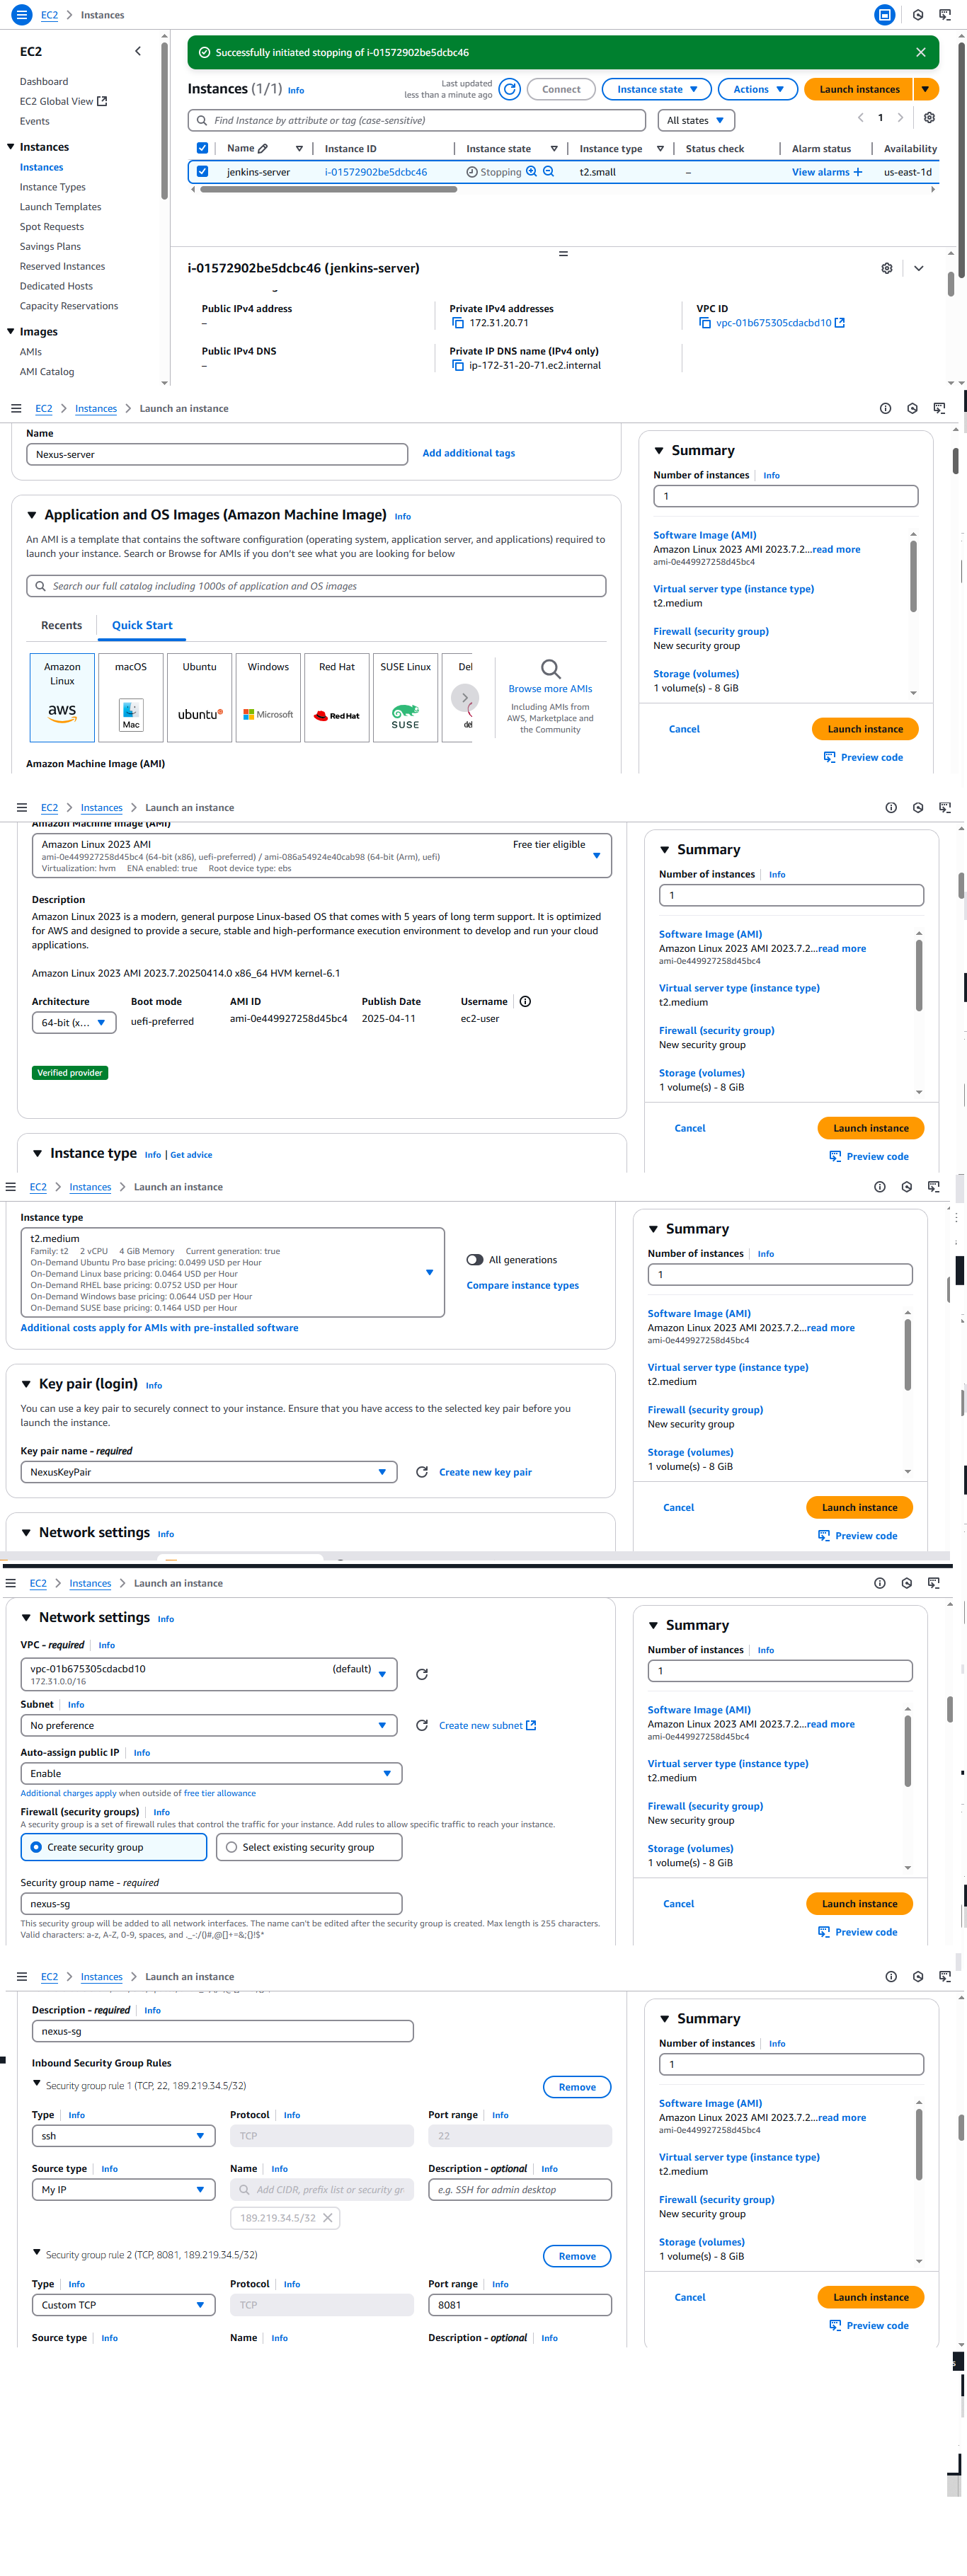 EC2 > Instances
EC2
Dashboard
EC2 Global View
Events
Instances
Instances
Instance Types
Launch Templates
Spot Requests
Savings Plans
Reserved Instances
Dedicated Hosts
Capacity Reservations
Images
AMIs
AMI Catalog
Successfully initiated stopping of i-01572902be5dcbc46
Instances (1/1) Info
Last updated
less than a minute ago
Connect
Instance state
Actions
Launch instances
Find Instance by attribute or tag (case-sensitive)
All states
1
Name Instance ID Instance state Instance type Status check Alarm status Availability
jenkins-server i-01572902be5dcbc46 Stopping t2.small – View alarms + us-east-1d
i-01572902be5dcbc46 (jenkins-server)
Public IPv4 address
–
Private IPv4 addresses
172.31.20.71
VPC ID
vpc-01b675305cdacbd10
Public IPv4 DNS
–
Private IP DNS name (IPv4 only)
ip-172-31-20-71.ec2.internal
EC2 > Instances > Launch an instance
Name
Nexus-server
Add additional tags
Application and OS Images (Amazon Machine Image) Info
An AMI is a template that contains the software configuration (operating system, application server, and applications) required to
launch your instance. Search or Browse for AMIs if you don't see what you are looking for below
Search our full catalog including 1000s of application and OS images
Recents
Quick Start
Amazon
Linux
aws
macOS
Mac
Ubuntu
ubuntu
Windows
Microsoft
Red Hat
Red Hat
SUSE Linux
SUSE
Browse more AMIs
Including AMIs from
AWS, Marketplace and
the Community
Amazon Machine Image (AMI)
Summary
Number of instances Info
1
Software Image (AMI)
Amazon Linux 2023 AMI 2023.7.2...read more
ami-0e449927258d45bc4
Virtual server type (instance type)
t2.medium
Firewall (security group)
New security group
Storage (volumes)
1 volume(s) - 8 GiB
Cancel
Launch instance
Preview code
EC2 > Instances > Launch an instance
Amazon Machine Image (AMI)
Amazon Linux 2023 AMI
Free tier eligible
ami-0e449927258d45bc4 (64-bit (x86), uefi-preferred) / ami-086a54924e40cab98 (64-bit (Arm), uefi)
Virtualization: hvm ENA enabled: true Root device type: ebs
Description
Amazon Linux 2023 is a modern, general purpose Linux-based OS that comes with 5 years of long term support. It is optimized
for AWS and designed to provide a secure, stable and high-performance execution environment to develop and run your cloud
applications.
Amazon Linux 2023 AMI 2023.7.20250414.0 x86_64 HVM kernel-6.1
Architecture Boot mode AMI ID Publish Date Username
64-bit (x... uefi-preferred ami-0e449927258d45bc4 2025-04-11 ec2-user
Verified provider
Instance type Info | Get advice
Summary
Number of instances Info
1
Software Image (AMI)
Amazon Linux 2023 AMI 2023.7.2...read more
ami-0e449927258d45bc4
Virtual server type (instance type)
t2.medium
Firewall (security group)
New security group
Storage (volumes)
1 volume(s) - 8 GiB
Cancel
Launch instance
Preview code
EC2 > Instances > Launch an instance
Instance type
t2.medium
Family: t2 2 vCPU 4 GiB Memory Current generation: true
On-Demand Ubuntu Pro base pricing: 0.0499 USD per Hour
On-Demand Linux base pricing: 0.0464 USD per Hour
On-Demand RHEL base pricing: 0.0752 USD per Hour
On-Demand Windows base pricing: 0.0644 USD per Hour
On-Demand SUSE base pricing: 0.1464 USD per Hour
All generations
Compare instance types
Additional costs apply for AMIs with pre-installed software
Key pair (login) Info
You can use a key pair to securely connect to your instance. Ensure that you have access to the selected key pair before you
launch the instance.
Key pair name - required
NexusKeyPair
Create new key pair
Network settings Info
Summary
Number of instances Info
1
Software Image (AMI)
Amazon Linux 2023 AMI 2023.7.2...read more
ami-0e449927258d45bc4
Virtual server type (instance type)
t2.medium
Firewall (security group)
New security group
Storage (volumes)
1 volume(s) - 8 GiB
Cancel
Launch instance
Preview code
EC2 > Instances > Launch an instance
Network settings Info
VPC - required Info
vpc-01b675305cdacbd10 (default)
172.31.0.0/16
Subnet Info
No preference
Create new subnet
Auto-assign public IP Info
Enable
Additional charges apply when outside of free tier allowance
Firewall (security groups) Info
A security group is a set of firewall rules that control the traffic for your instance. Add rules to allow specific traffic to reach your instance.
Create security group
Select existing security group
Security group name - required
nexus-sg
This security group will be added to all network interfaces. The name can't be edited after the security group is created. Max length is 255 characters.
Valid characters: a-z, A-Z, 0-9, spaces, and ._-:/()#,@[]+=&;{}!$*
Summary
Number of instances Info
1
Software Image (AMI)
Amazon Linux 2023 AMI 2023.7.2...read more
ami-0e449927258d45bc4
Virtual server type (instance type)
t2.medium
Firewall (security group)
New security group
Storage (volumes)
1 volume(s) - 8 GiB
Cancel
Launch instance
Preview code
EC2 > Instances > Launch an instance
Description - required Info
nexus-sg
Inbound Security Group Rules
Security group rule 1 (TCP, 22, 189.219.34.5/32)
Remove
Type Info Protocol Info Port range Info
ssh TCP 22
Source type Info Name Info Description - optional Info
My IP Add CIDR, prefix list or security gr e.g. SSH for admin desktop
189.219.34.5/32
Security group rule 2 (TCP, 8081, 189.219.34.5/32)
Remove
Type Info Protocol Info Port range Info
Custom TCP TCP 8081
Source type Info Name Info Description - optional Info
Summary
Number of instances Info
1
Software Image (AMI)
Amazon Linux 2023 AMI 2023.7.2...read more
ami-0e449927258d45bc4
Virtual server type (instance type)
t2.medium
Firewall (security group)
New security group
Storage (volumes)
1 volume(s) - 8 GiB
Cancel
Launch instance
Preview code